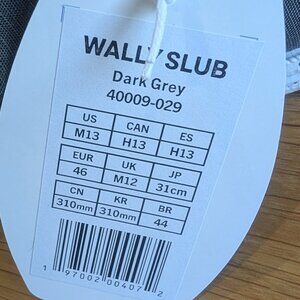 WALLY SLUB
Dark Grey
40009-029
US CAN ES
M13 H13 H13
EUR UK JP
46 M12 31cm
CN KR BR
310mm 310mm 44
1 97002 00407 2